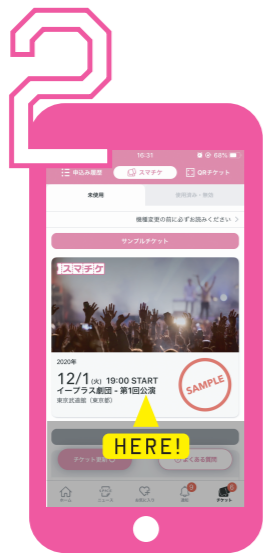 2
16:31
68%
申込み履歴
スマチケ
QRチケット
未使用
使用済み・無効
機種変更の前に必ずお読みください
サンプルチケット
スマチケ
2020年
12/1(火) 19:00 START
イープラス劇団 - 第1回公演
東京武道館 (東京都)
SAMPLE
HERE!
よくある質問
ホーム
ニュース
お気に入り
通知
チケット